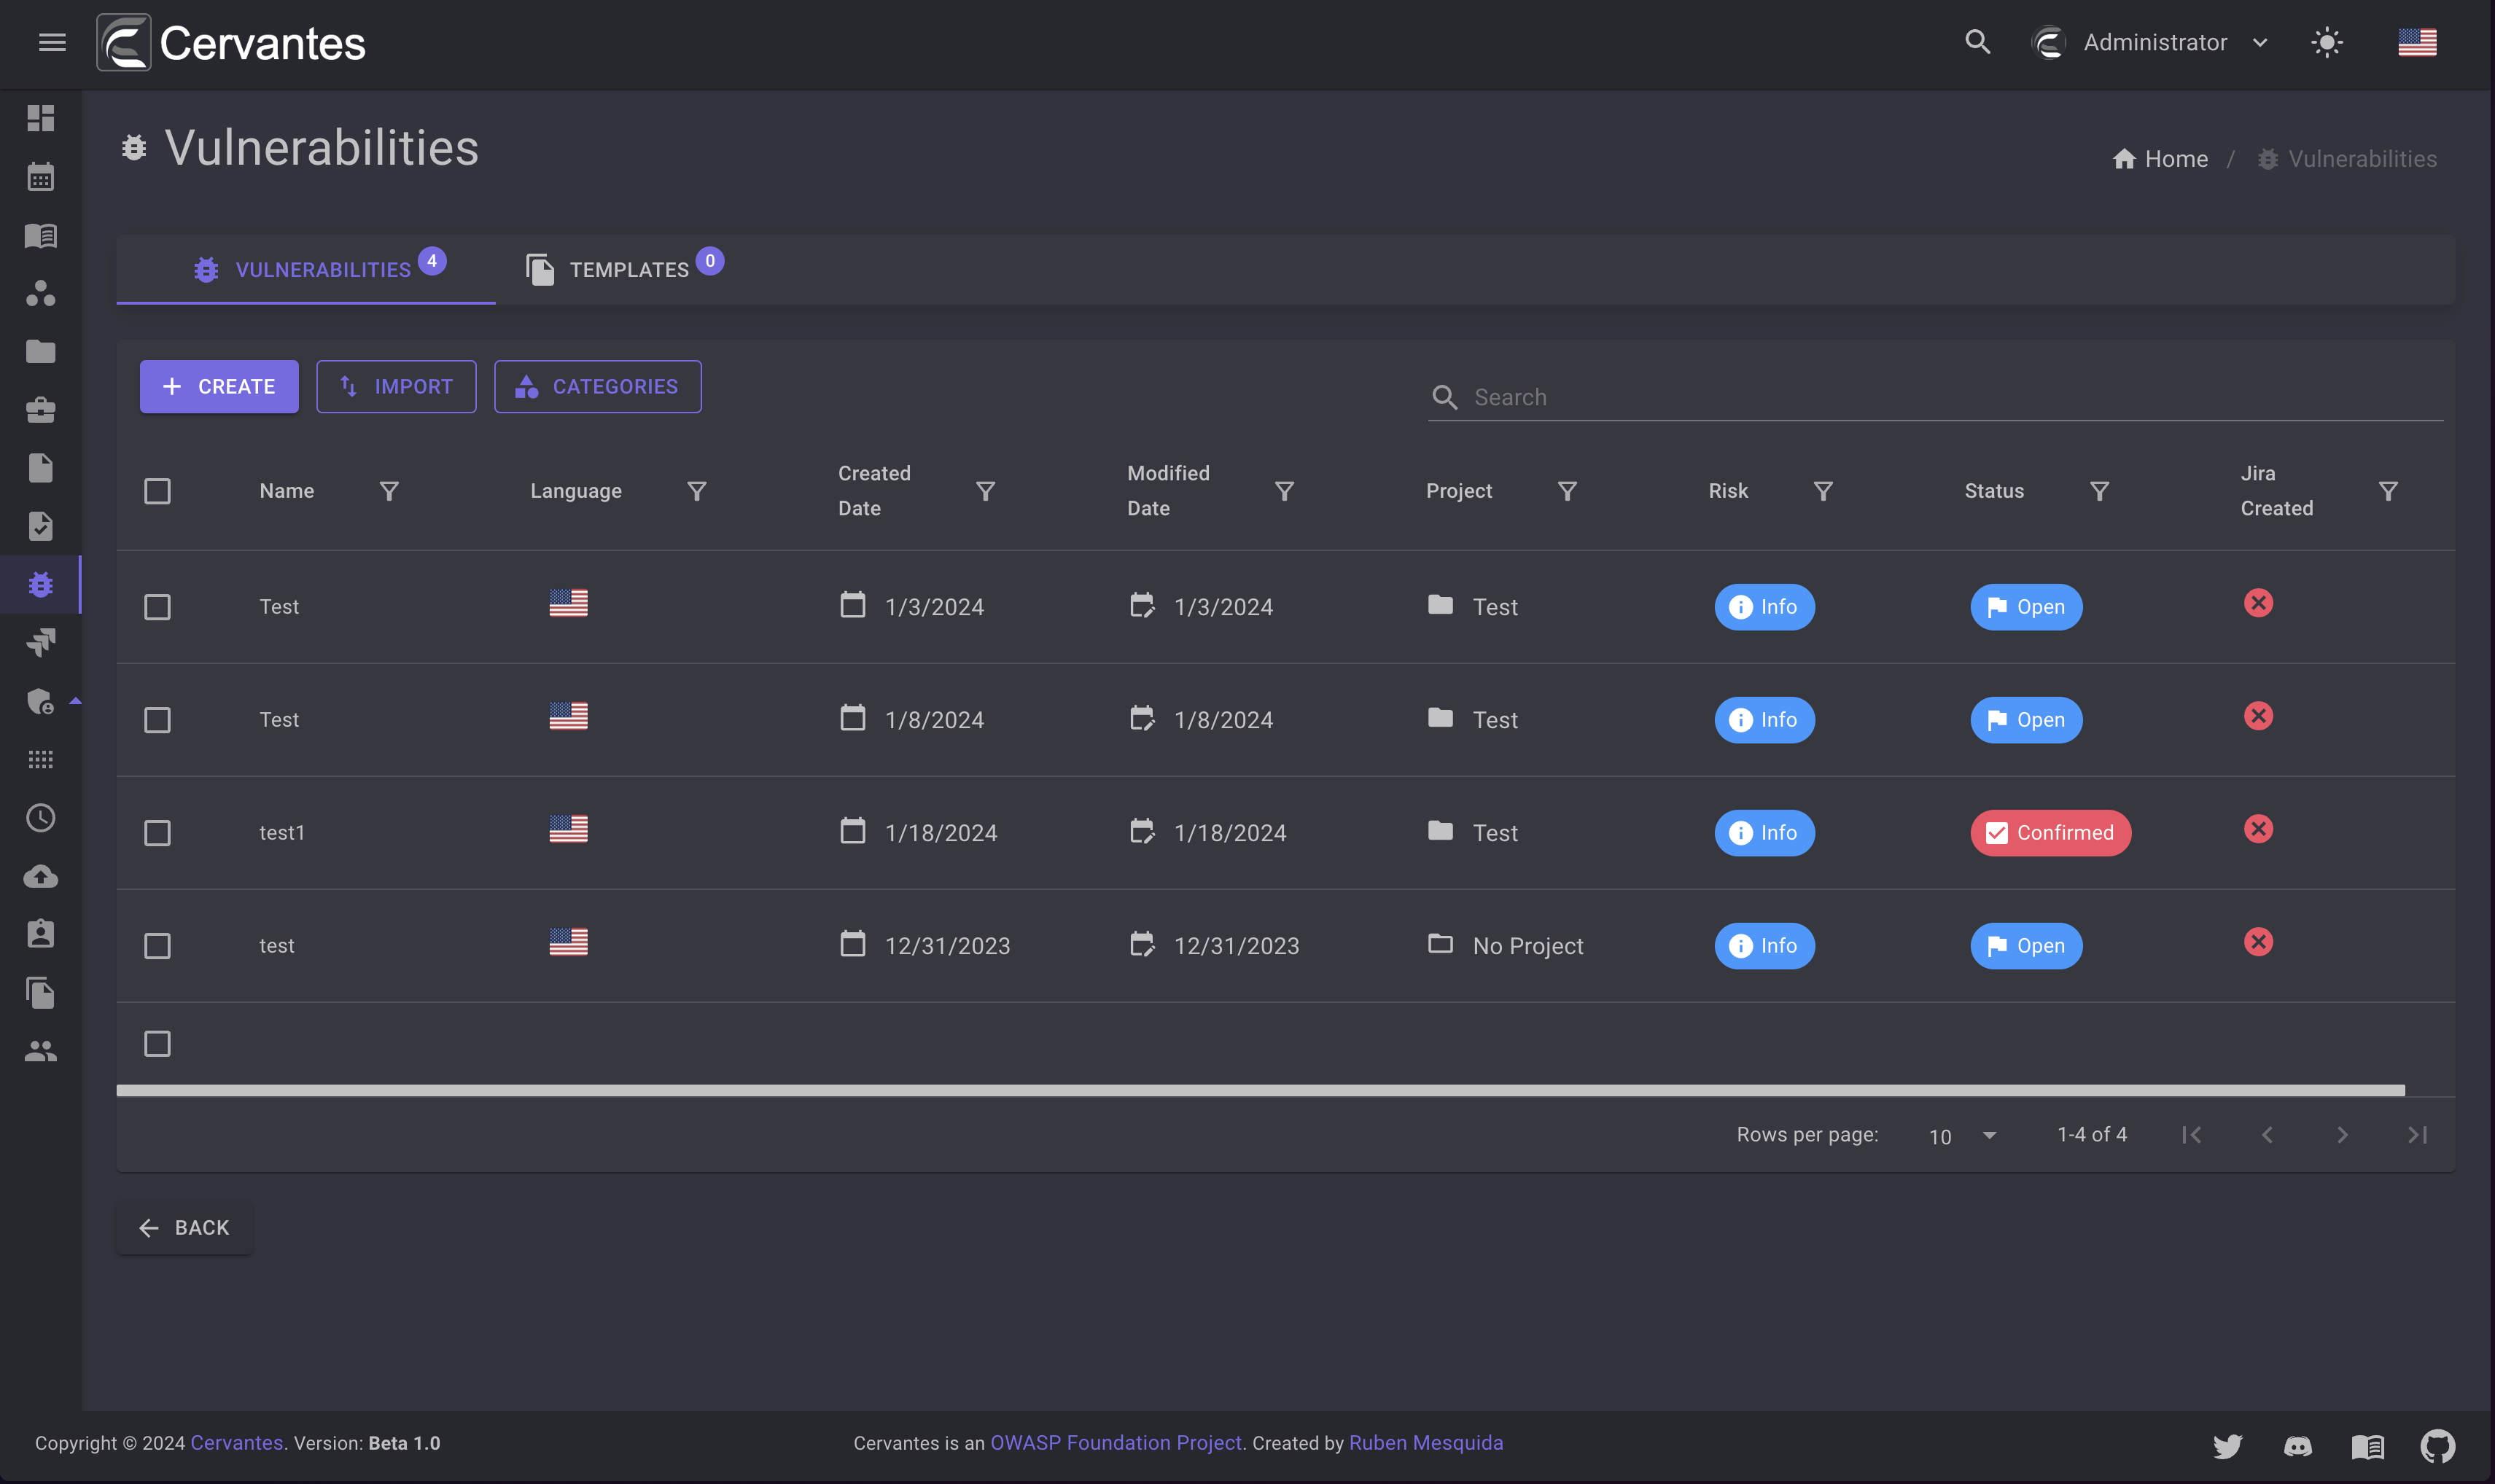 Cervantes
Administrator
Vulnerabilities
Home / Vulnerabilities
VULNERABILITIES 4
TEMPLATES 0
CREATE
IMPORT
CATEGORIES
Search
Name
Language
Created Date
Modified Date
Project
Risk
Status
Jira Created
Test 1/3/2024 1/3/2024 Test Info Open
Test 1/8/2024 1/8/2024 Test Info Open
test1 1/18/2024 1/18/2024 Test Info Confirmed
test 12/31/2023 12/31/2023 No Project Info Open
Rows per page: 10 1-4 of 4
BACK
Copyright © 2024 Cervantes. Version: Beta 1.0
Cervantes is an OWASP Foundation Project. Created by Ruben Mesquida